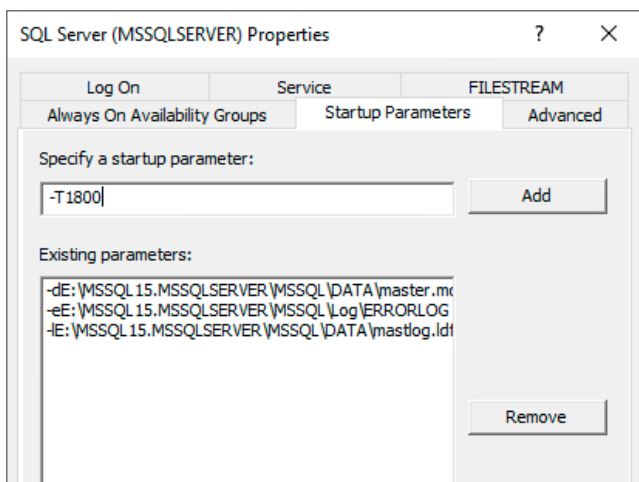 SQL Server (MSSQLSERVER) Properties ? ×
Log On Service FILESTREAM
Always On Availability Groups Startup Parameters Advanced
Specify a startup parameter:
-T1800 Add
Existing parameters:
-dE:\MSSQL15.MSSQLSERVER\MSSQL\DATA\master.mc
-eE:\MSSQL15.MSSQLSERVER\MSSQL\Log\ERRORLOG
-lE:\MSSQL15.MSSQLSERVER\MSSQL\DATA\mastlog.ldf
Remove